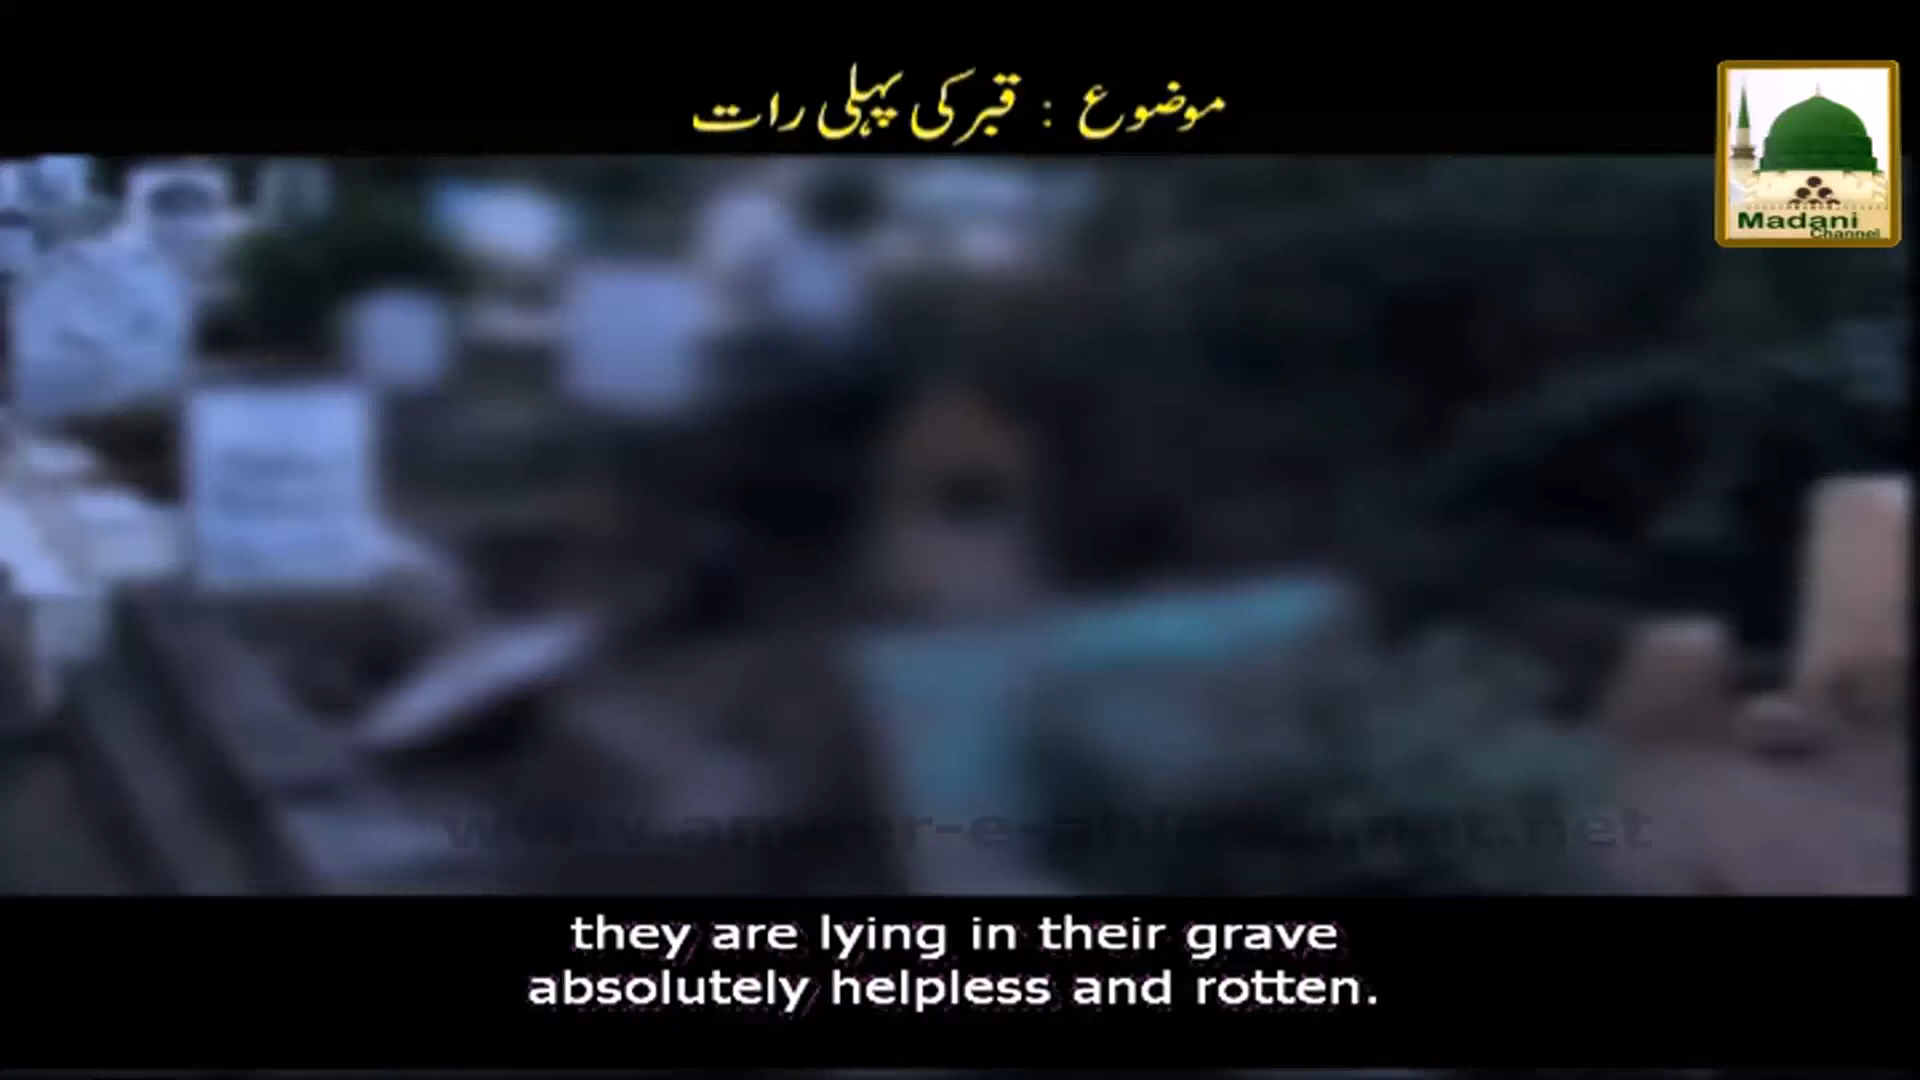 موضوع : قبر کی پہلی رات
Madani
Channel
they are lying in their grave
absolutely helpless and rotten.